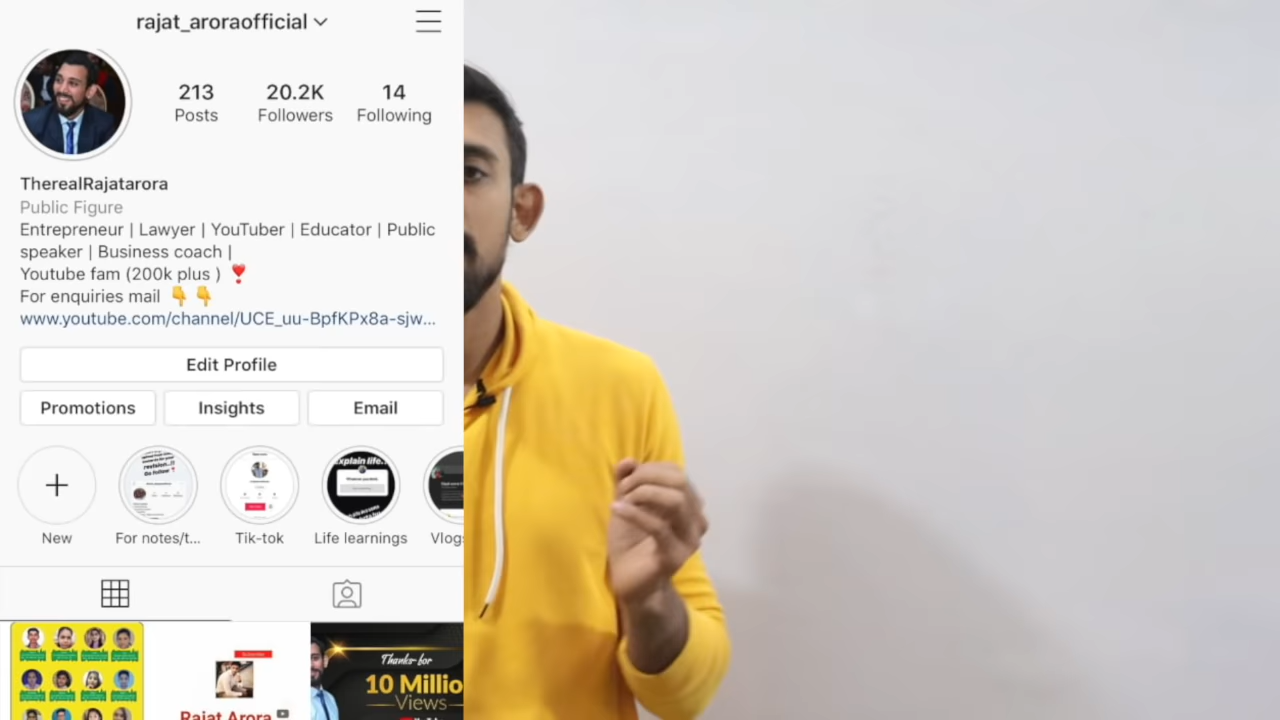 rajat_aroraofficial
213
Posts
20.2K
Followers
14
Following
TherealRajatarora
Public Figure
Entrepreneur | Lawyer | YouTuber | Educator | Public
speaker | Business coach |
Youtube fam (200k plus ) ❣️
For enquiries mail 👇 👇
www.youtube.com/channel/UCE_uu-BpfKPx8a-sjw...
Edit Profile
Promotions
Insights
Email
explain life..
New
For notes/t...
Tik-tok
Life learnings
Vlogs
Rajat Arora
Thanks for
10 Millio
Views